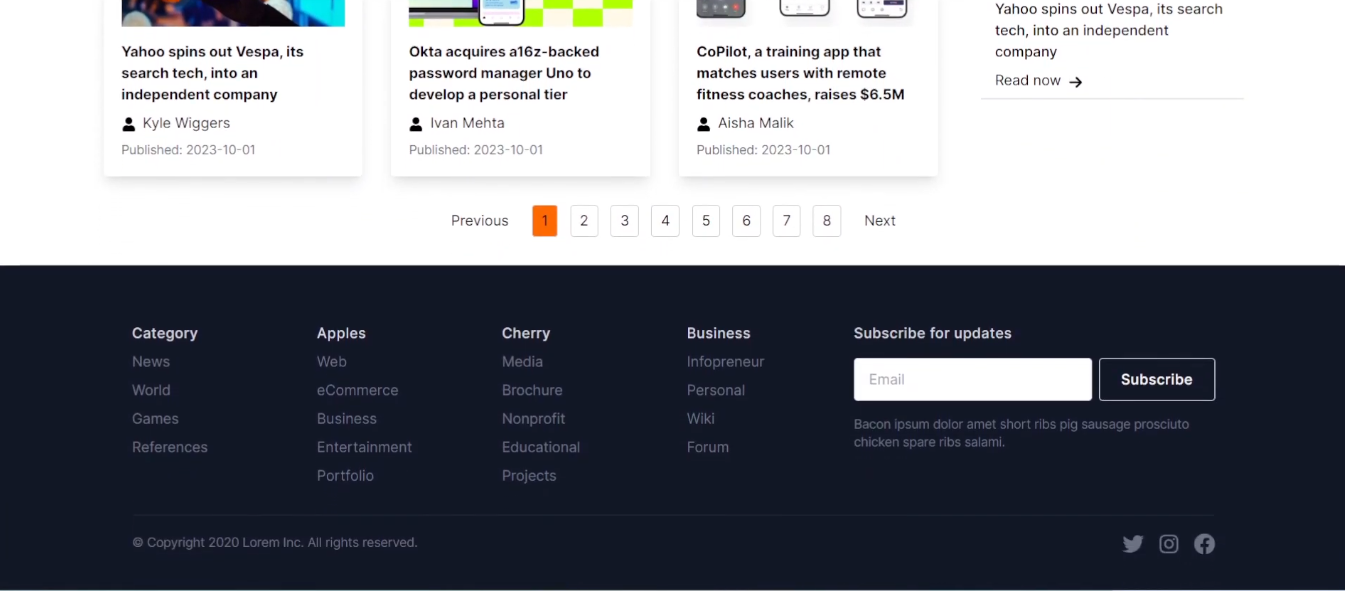 Yahoo spins out Vespa, its
search tech, into an
independent company
Kyle Wiggers
Published: 2023-10-01
Okta acquires a16z-backed
password manager Uno to
develop a personal tier
Ivan Mehta
Published: 2023-10-01
CoPilot, a training app that
matches users with remote
fitness coaches, raises $6.5M
Aisha Malik
Published: 2023-10-01
Yahoo spins out Vespa, its search
tech, into an independent
company
Read now
Previous 1 2 3 4 5 6 7 8 Next
Category
News
World
Games
References
Apples
Web
eCommerce
Business
Entertainment
Portfolio
Cherry
Media
Brochure
Nonprofit
Educational
Projects
Business
Infopreneur
Personal
Wiki
Forum
Subscribe for updates
Email Subscribe
Bacon ipsum dolor amet short ribs pig sausage prosciuto
chicken spare ribs salami.
© Copyright 2020 Lorem Inc. All rights reserved.